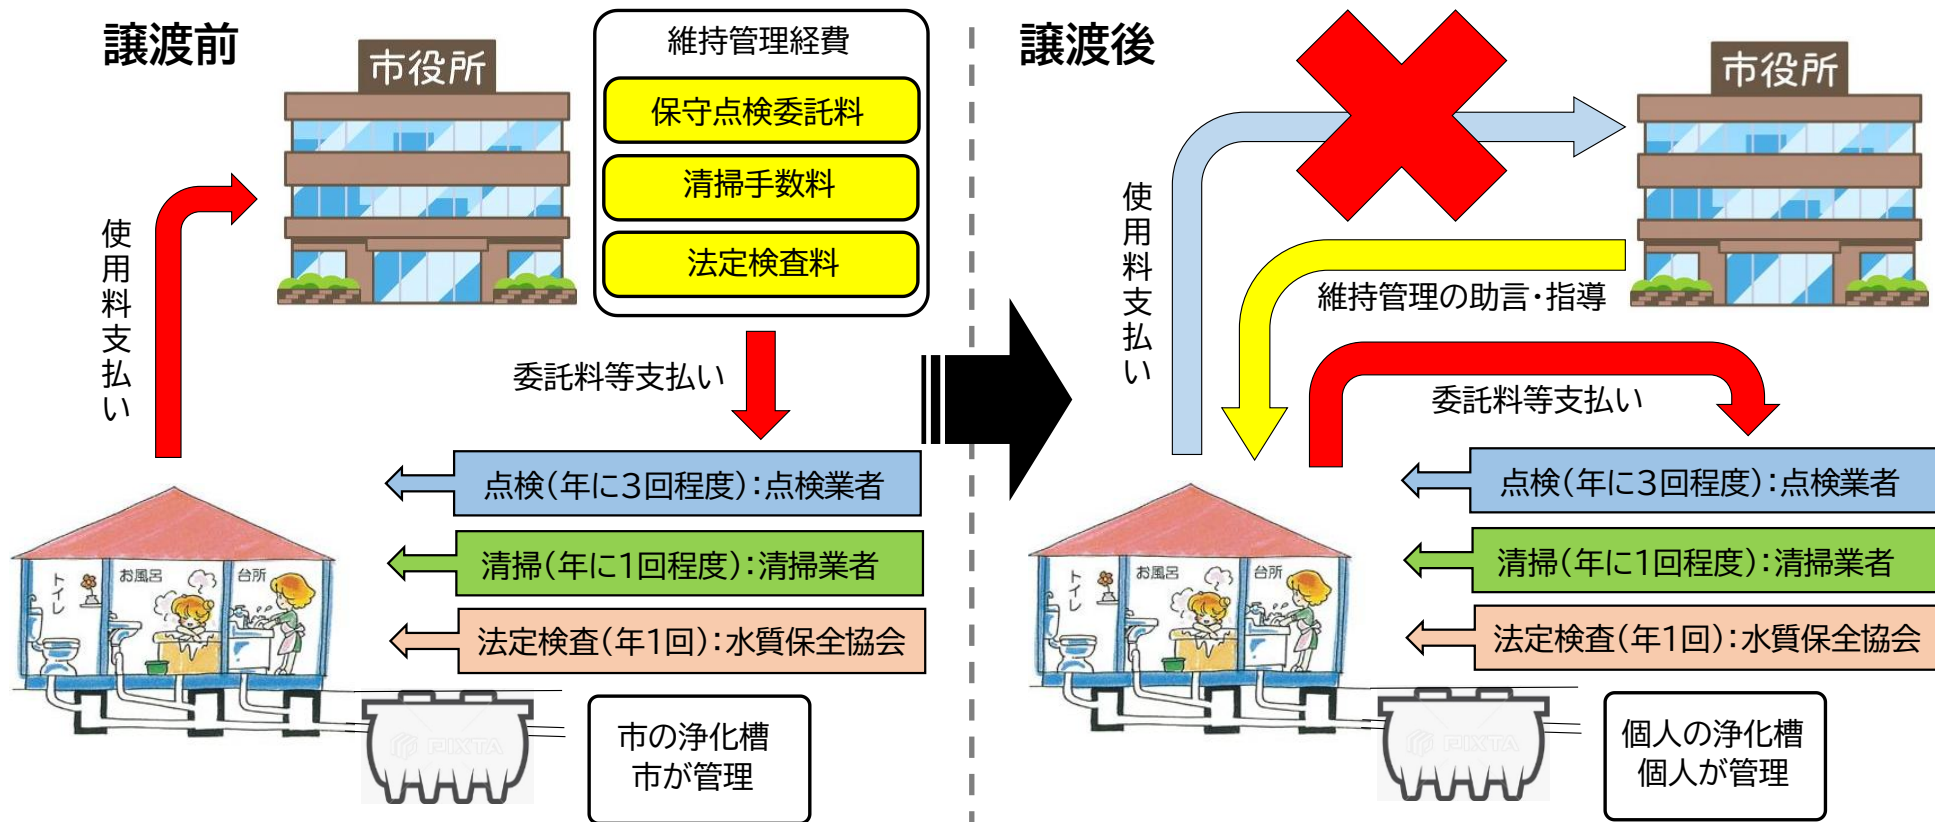 譲渡前
市役所
維持管理経費
保守点検委託料
清掃手数料
法定検査料
使用料支払い
委託料等支払い
点検(年に3回程度):点検業者
清掃(年に1回程度):清掃業者
法定検査(年1回):水質保全協会
トイレ
お風呂
台所
PIXTA
市の浄化槽
市が管理
譲渡後
市役所
使用料支払い
維持管理の助言・指導
委託料等支払い
点検(年に3回程度):点検業者
清掃(年に1回程度):清掃業者
法定検査(年1回):水質保全協会
トイレ
お風呂
台所
PIXTA
個人の浄化槽
個人が管理